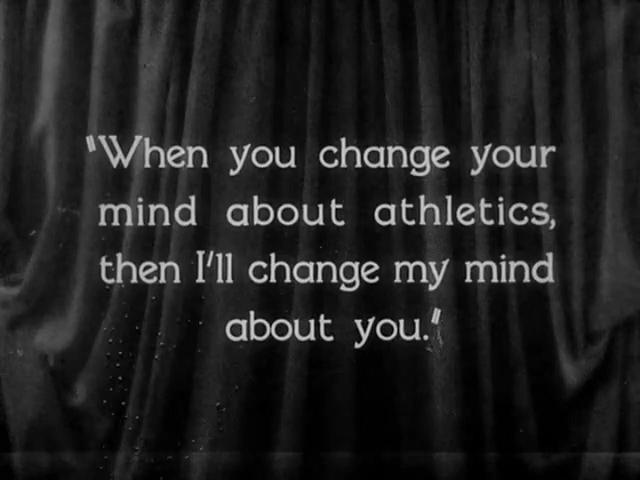 "When you change your
mind about athletics,
then I'll change my mind
about you."